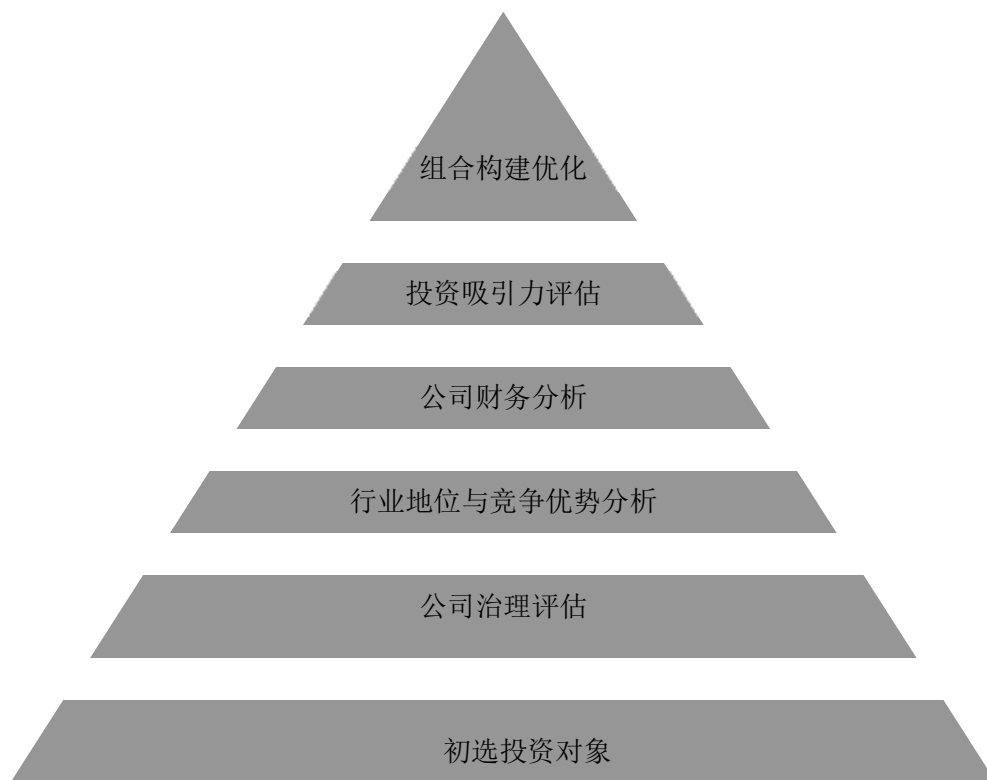 组合构建优化
投资吸引力评估
公司财务分析
行业地位与竞争优势分析
公司治理评估
初选投资对象